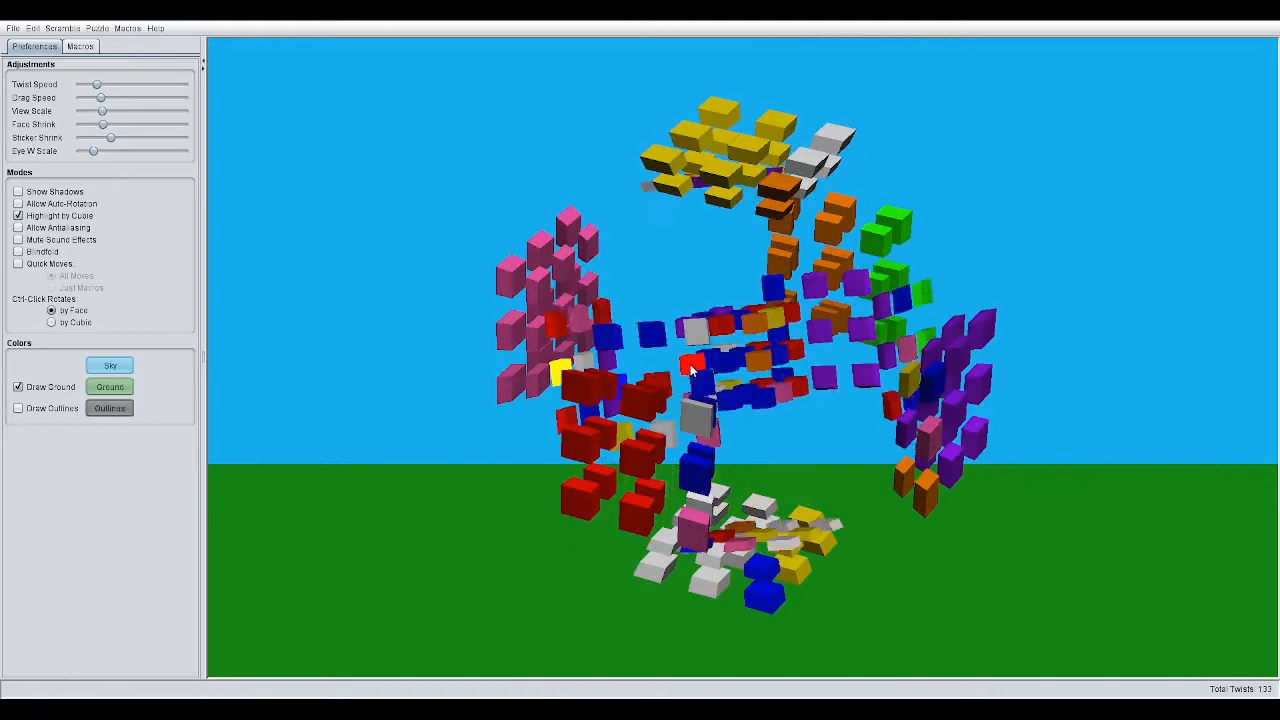 File Edit Scramble Puzzle Macros Help
Preferences Macros
Adjustments
Twist Speed
Drag Speed
View Scale
Face Shrink
Sticker Shrink
Eye W Scale
Modes
Show Shadows
Allow Auto-Rotation
Highlight by Cubie
Allow Antialiasing
Mute Sound Effects
Blindfold
Quick Moves:
All Moves
Just Macros
Ctrl-Click Rotates:
by Face
by Cubie
Colors
Sky
Draw Ground Ground
Draw Outlines Outlines
Total Twists: 133